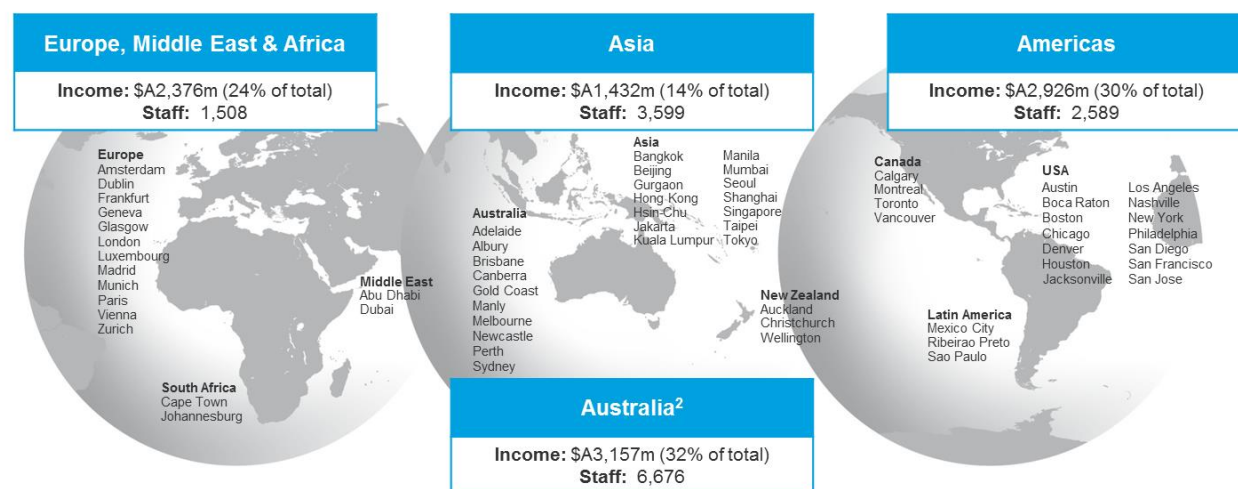 Europe, Middle East & Africa
Income: $A2,376m (24% of total)
Staff: 1,508
Asia
Income: $A1,432m (14% of total)
Staff: 3,599
Americas
Income: $A2,926m (30% of total)
Staff: 2,589
Europe
Amsterdam
Dublin
Frankfurt
Geneva
Glasgow
London
Luxembourg
Madrid
Munich
Paris
Vienna
Zurich
Middle East
Abu Dhabi
Dubai
South Africa
Cape Town
Johannesburg
Asia
Bangkok
Beijing
Gurgaon
Hong Kong
Hsin-Chu
Jakarta
Kuala Lumpur
Manila
Mumbai
Seoul
Shanghai
Singapore
Taipei
Tokyo
Australia
Adelaide
Albury
Brisbane
Canberra
Gold Coast
Manly
Melbourne
Newcastle
Perth
Sydney
New Zealand
Auckland
Christchurch
Wellington
Canada
Calgary
Montreal
Toronto
Vancouver
USA
Austin
Boca Raton
Boston
Chicago
Denver
Houston
Jacksonville
Los Angeles
Nashville
New York
Philadelphia
San Diego
San Francisco
San Jose
Latin America
Mexico City
Ribeirao Preto
Sao Paulo
Australia²
Income: $A3,157m (32% of total)
Staff: 6,676